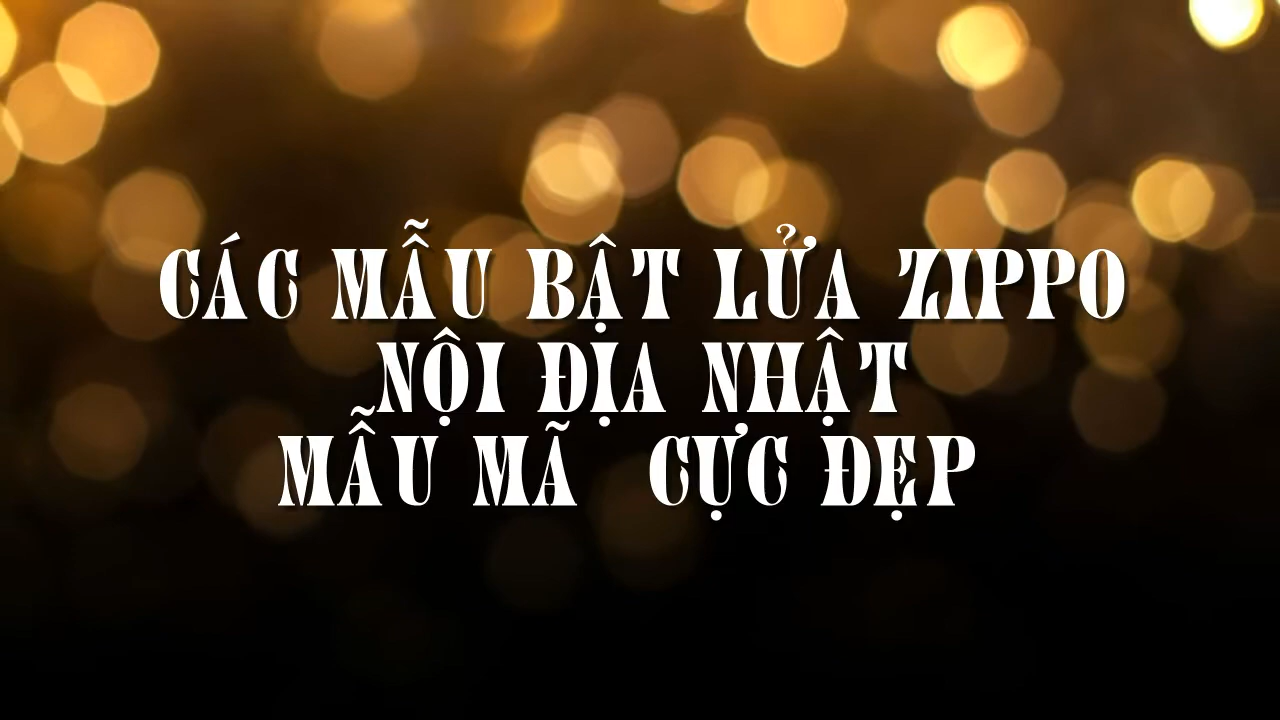 CÁC MẪU BẬT LỬA ZIPPO
NỘI ĐỊA NHẬT
MẪU MÃ CỰC ĐẸP